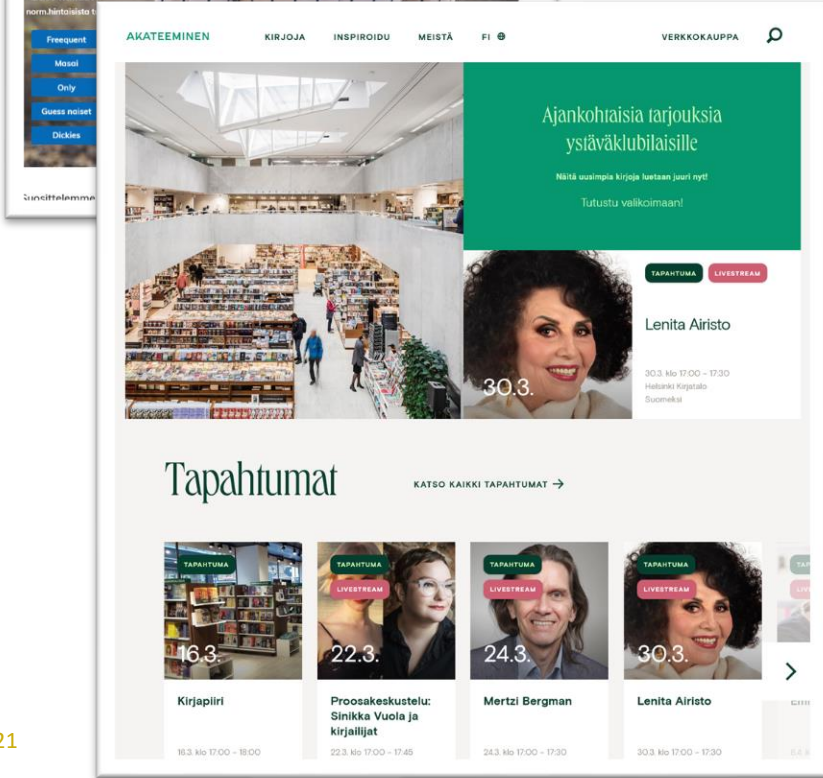 norm.hintaisista
Freequent
Masai
Only
Guess naiset
Dickies
AKATEEMINEN KIRJOJA INSPIROIDU MEISTÄ FI VERKKOKAUPPA
Ajankohtaisia tarjouksia
ystäväklubilaisille
Näitä uusimpia kirjoja luetaan juuri nyt!
Tutustu valikoimaan!
TAPAHTUMA LIVESTREAM
Lenita Airisto
30.3.
30.3. klo 17:00 – 17:30
Helsinki Kirjatalo
Suomeksi
Tapahtumat
KATSO KAIKKI TAPAHTUMAT →
TAPAHTUMA
16.3.
Kirjapiiri
16.3. klo 17:00 – 18:00
TAPAHTUMA
LIVESTREAM
22.3.
Proosakeskustelu:
Sinikka Vuola ja
kirjailijat
22.3. klo 17:00 – 17:45
TAPAHTUMA
LIVESTREAM
24.3.
Mertzi Bergman
24.3. klo 17:00 – 17:30
TAPAHTUMA
LIVESTREAM
30.3.
Lenita Airisto
30.3. klo 17:00 – 17:30
21